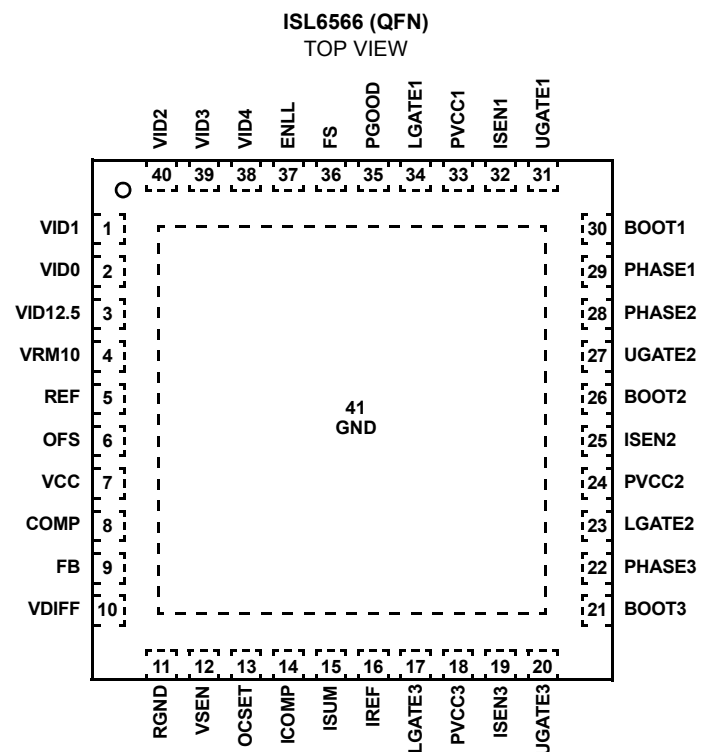 ISL6566 (QFN)
TOP VIEW
VID2
VID3
VID4
ENLL
FS
PGOOD
LGATE1
PVCC1
ISEN1
UGATE1
40 39 38 37 36 35 34 33 32 31
VID1 1
VID0 2
VID12.5 3
VRM10 4
REF 5
OFS 6
VCC 7
COMP 8
FB 9
VDIFF 10
41
GND
30 BOOT1
29 PHASE1
28 PHASE2
27 UGATE2
26 BOOT2
25 ISEN2
24 PVCC2
23 LGATE2
22 PHASE3
21 BOOT3
11 12 13 14 15 16 17 18 19 20
RGND
VSEN
OCSET
ICOMP
ISUM
IREF
LGATE3
PVCC3
ISEN3
UGATE3